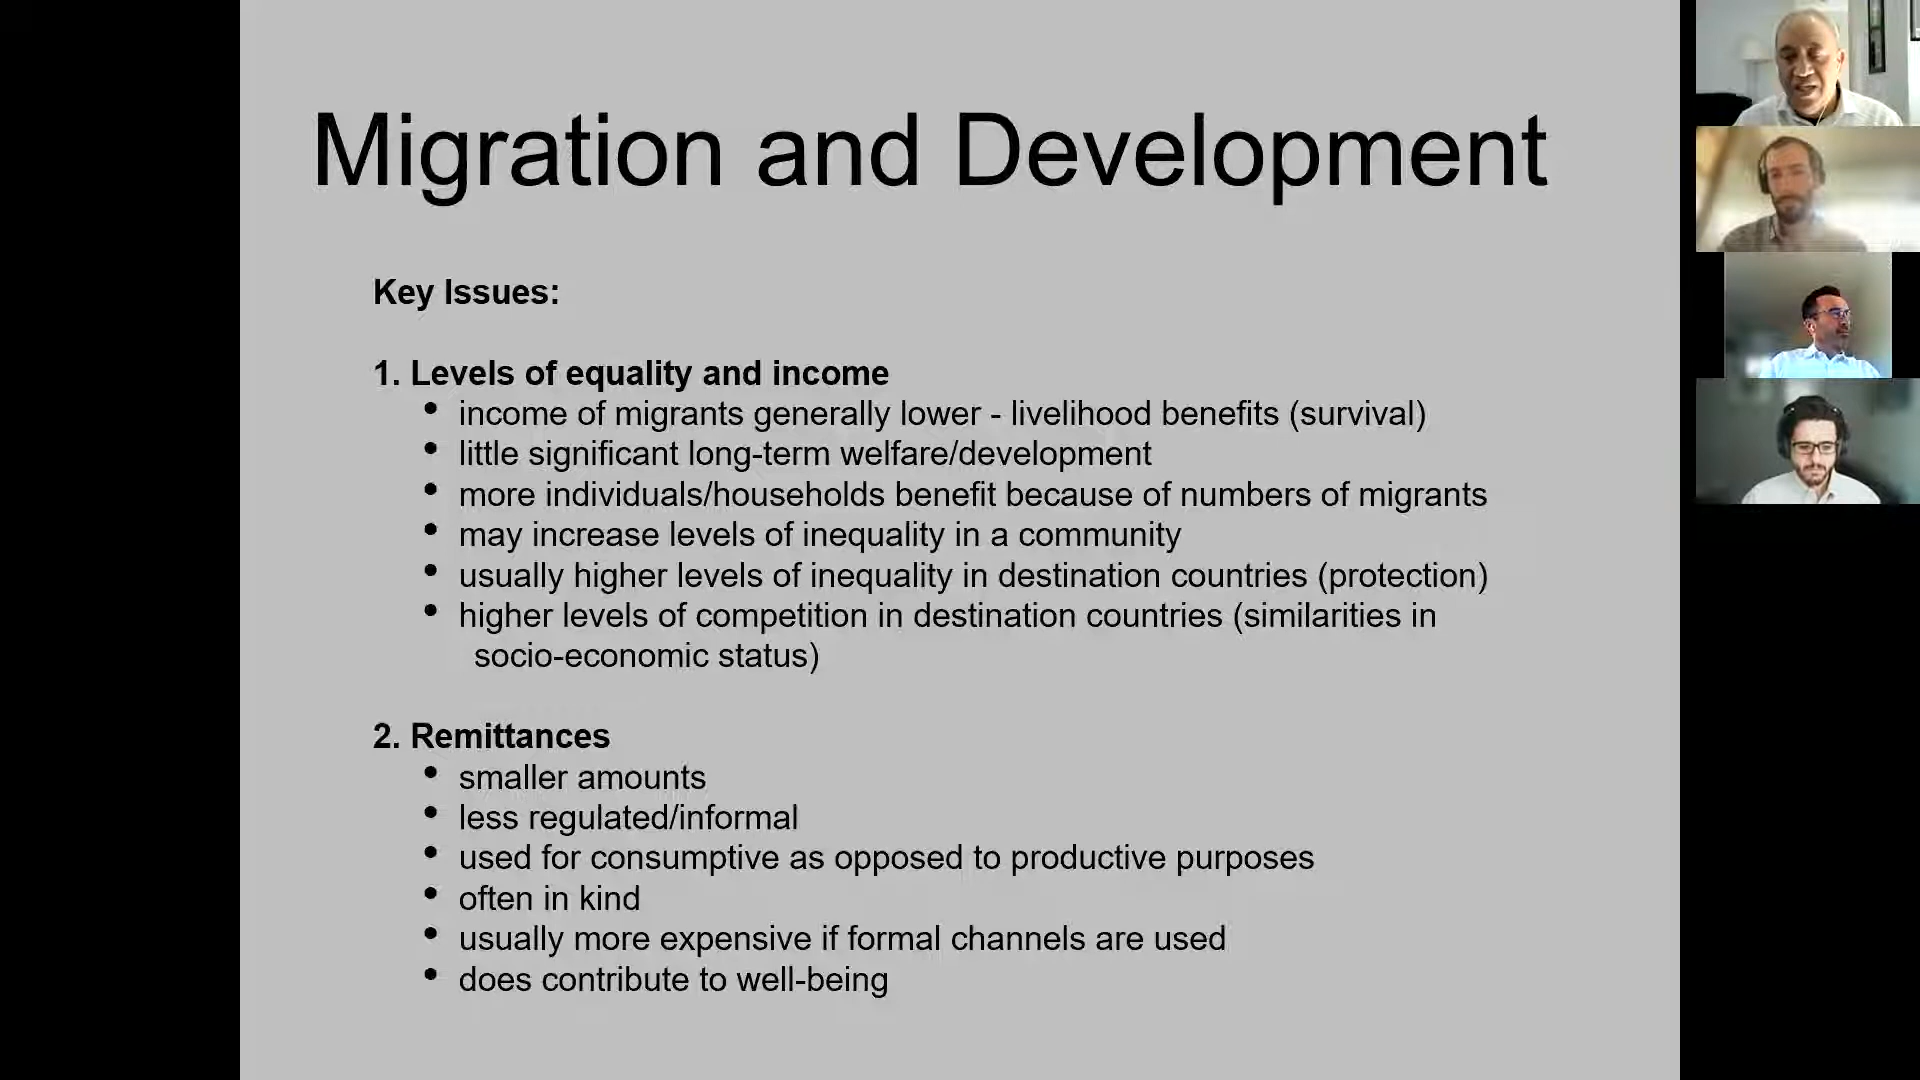 Migration and Development
Key Issues:
1. Levels of equality and income
• income of migrants generally lower - livelihood benefits (survival)
• little significant long-term welfare/development
• more individuals/households benefit because of numbers of migrants
• may increase levels of inequality in a community
• usually higher levels of inequality in destination countries (protection)
• higher levels of competition in destination countries (similarities in
socio-economic status)
2. Remittances
• smaller amounts
• less regulated/informal
• used for consumptive as opposed to productive purposes
• often in kind
• usually more expensive if formal channels are used
• does contribute to well-being